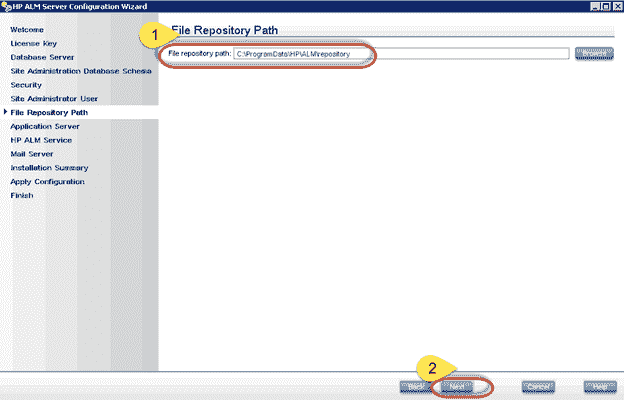 HP ALM Server Configuration Wizard
Welcome
License Key
Database Server
Site Administration Database Schema
Security
Site Administrator User
File Repository Path
Application Server
HP ALM Service
Mail Server
Installation Summary
Apply Configuration
Finish
1
File Repository Path
File repository path: C:\ProgramData\HP\ALM\repository Browse
2
Back Next Cancel Help